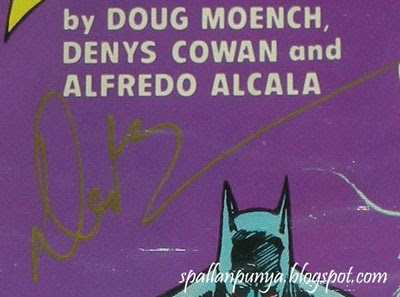 by DOUG MOENCH,
DENYS COWAN and
ALFREDO ALCALA
spallanpunya.blogspot.com